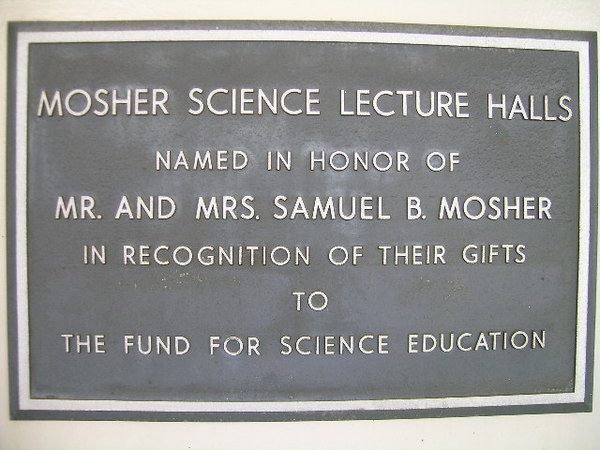 MOSHER SCIENCE LECTURE HALLS
NAMED IN HONOR OF
MR. AND MRS. SAMUEL B. MOSHER
IN RECOGNITION OF THEIR GIFTS
TO
THE FUND FOR SCIENCE EDUCATION